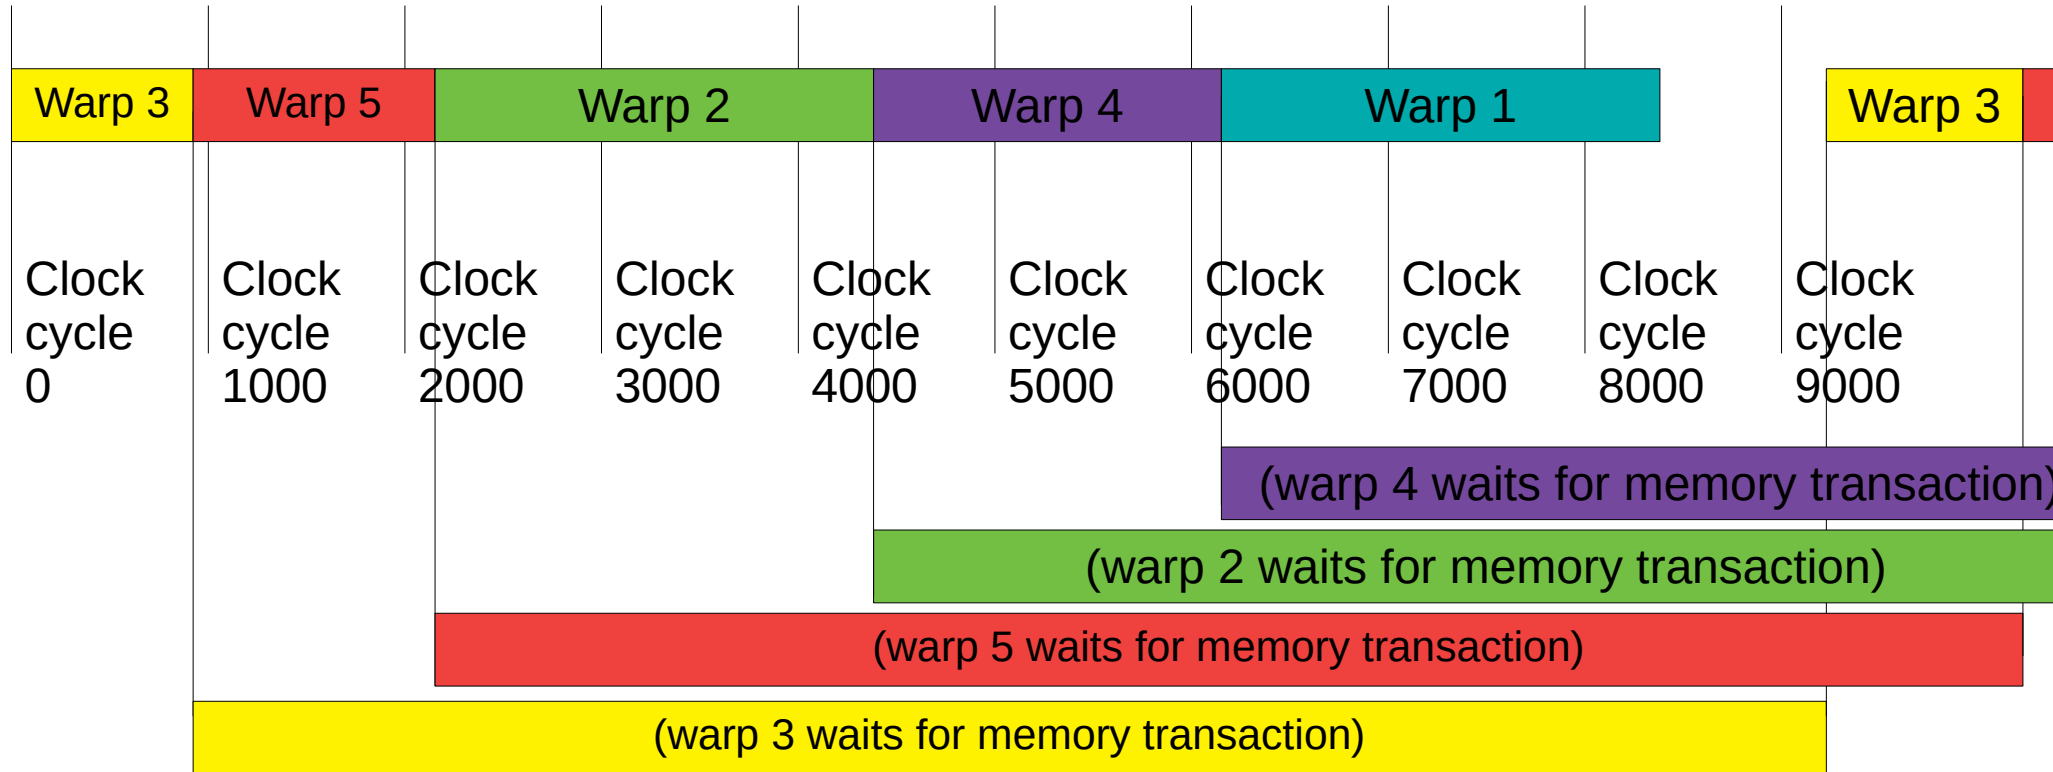 Warp 3
Warp 5
Warp 2
Warp 4
Warp 1
Warp 3
Clock
cycle
0
Clock
cycle
1000
Clock
cycle
2000
Clock
cycle
3000
Clock
cycle
4000
Clock
cycle
5000
Clock
cycle
6000
Clock
cycle
7000
Clock
cycle
8000
Clock
cycle
9000
(warp 4 waits for memory transaction)
(warp 2 waits for memory transaction)
(warp 5 waits for memory transaction)
(warp 3 waits for memory transaction)